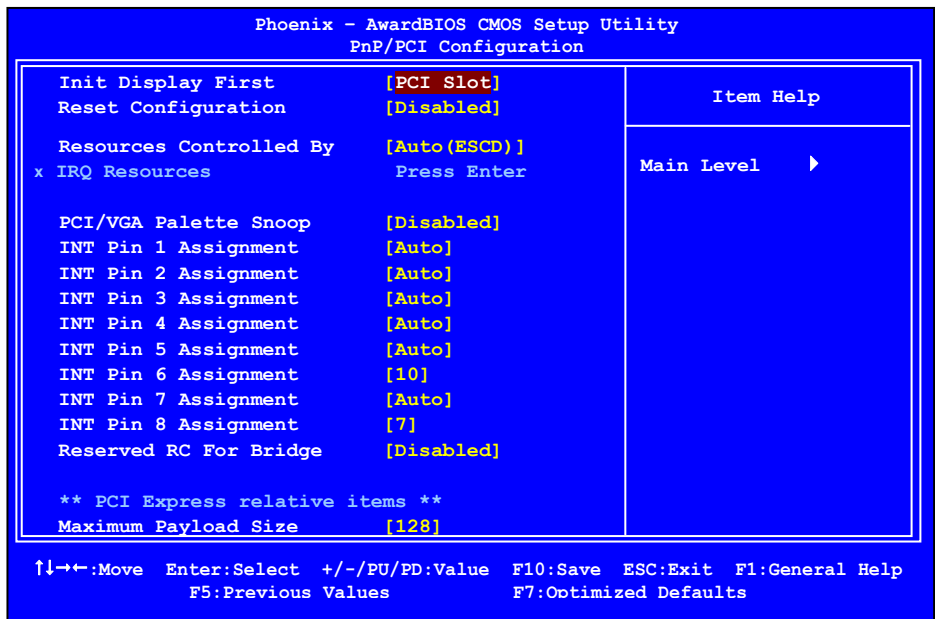 Phoenix – AwardBIOS CMOS Setup Utility
PnP/PCI Configuration
Init Display First [PCI Slot]
Reset Configuration [Disabled]
Item Help
Resources Controlled By [Auto(ESCD)]
x IRQ Resources Press Enter
Main Level
PCI/VGA Palette Snoop [Disabled]
INT Pin 1 Assignment [Auto]
INT Pin 2 Assignment [Auto]
INT Pin 3 Assignment [Auto]
INT Pin 4 Assignment [Auto]
INT Pin 5 Assignment [Auto]
INT Pin 6 Assignment [10]
INT Pin 7 Assignment [Auto]
INT Pin 8 Assignment [7]
Reserved RC For Bridge [Disabled]
** PCI Express relative items **
Maximum Payload Size [128]
↑↓→←:Move Enter:Select +/-/PU/PD:Value F10:Save ESC:Exit F1:General Help
F5:Previous Values F7:Optimized Defaults